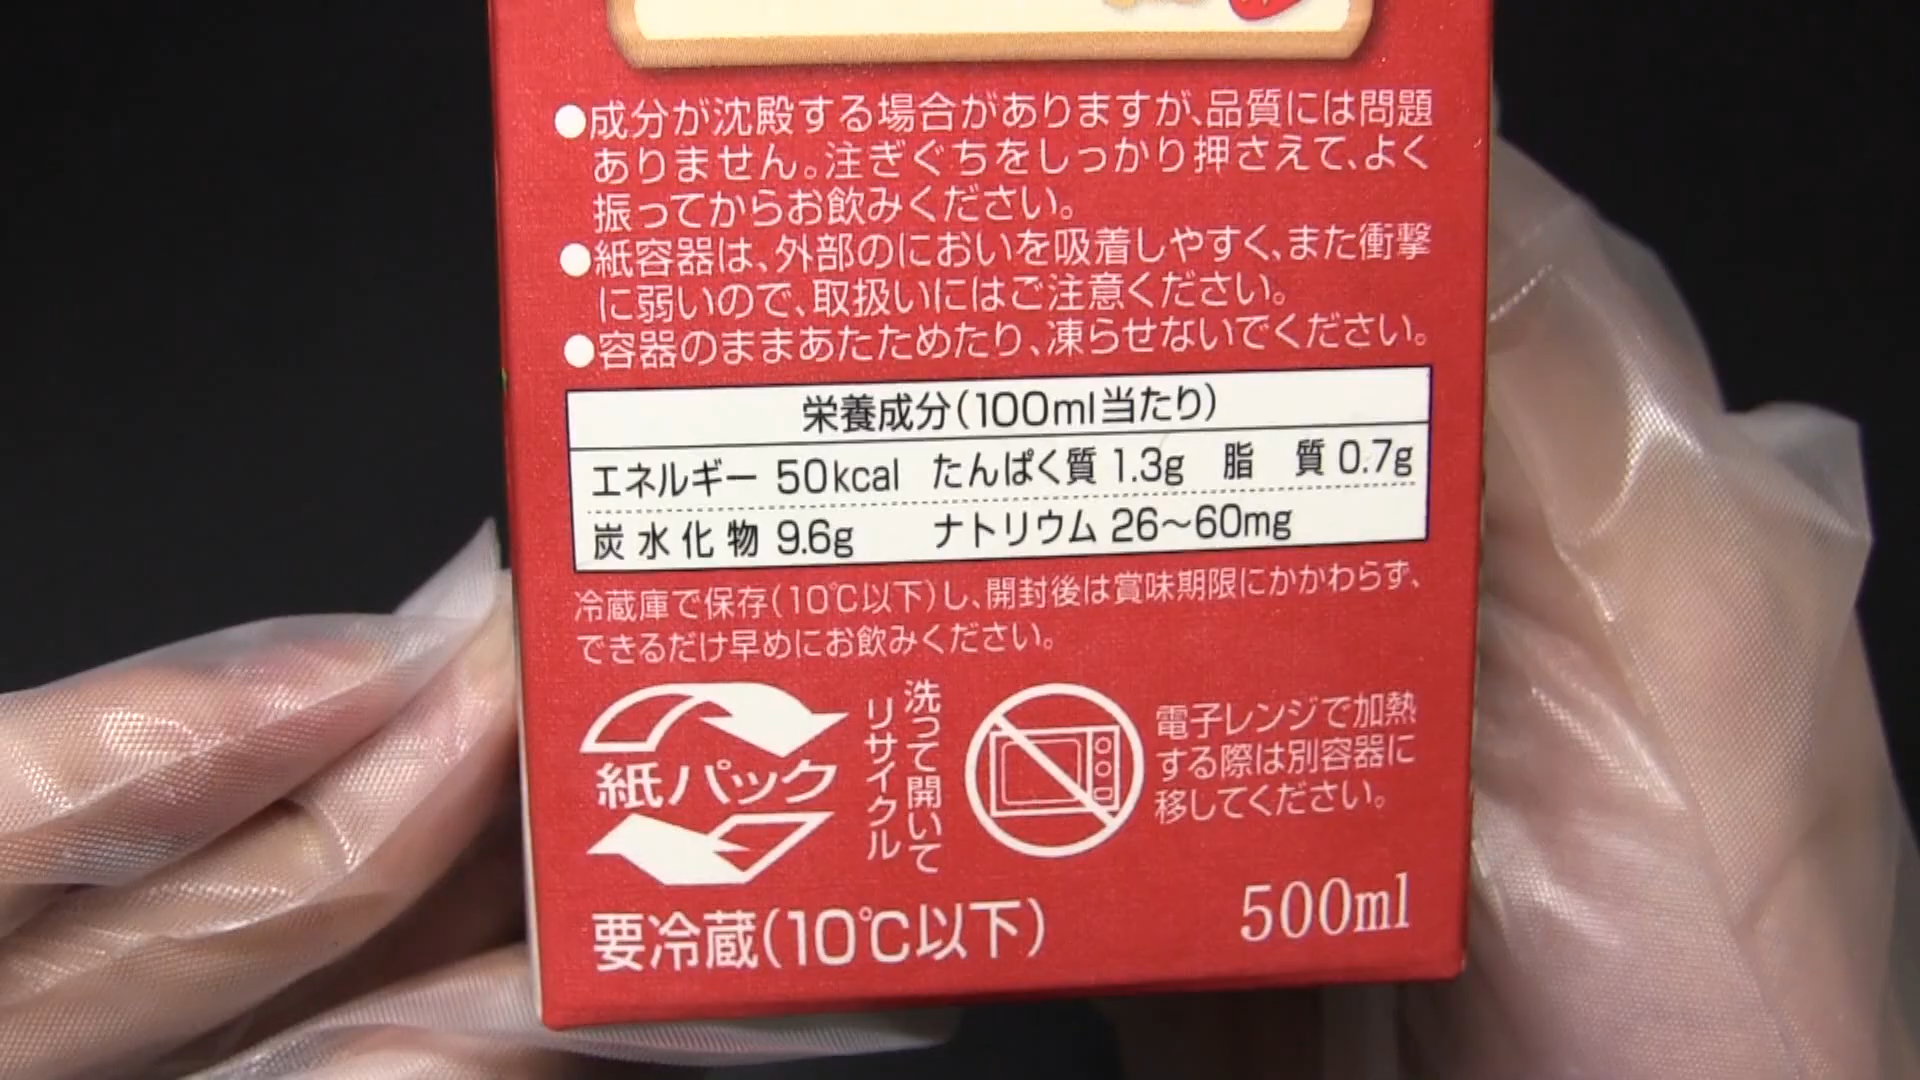 ●成分が沈殿する場合がありますが、品質には問題
ありません。注ぎぐちをしっかり押さえて、よく
振ってからお飲みください。
●紙容器は、外部のにおいを吸着しやすく、また衝撃
に弱いので、取扱いにはご注意ください。
●容器のままあたためたり、凍らせないでください。
栄養成分(100ml当たり)
エネルギー 50kcal たんぱく質 1.3g 脂 質 0.7g
炭水化物 9.6g ナトリウム 26～60mg
冷蔵庫で保存(10℃以下)し、開封後は賞味期限にかかわらず、
できるだけ早めにお飲みください。
紙パック
洗って開いて
リサイクル
電子レンジで加熱
する際は別容器に
移してください。
要冷蔵(10℃以下)
500ml